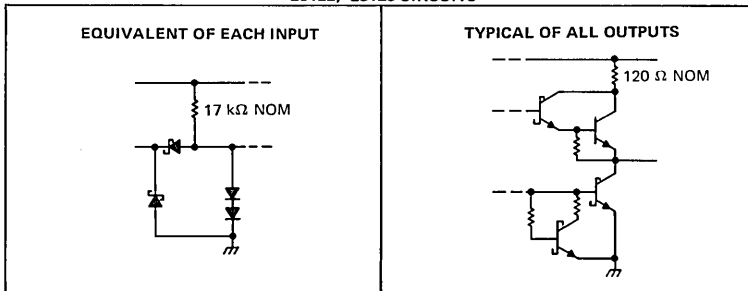 EQUIVALENT OF EACH INPUT
17 kΩ NOM
TYPICAL OF ALL OUTPUTS
120 Ω NOM